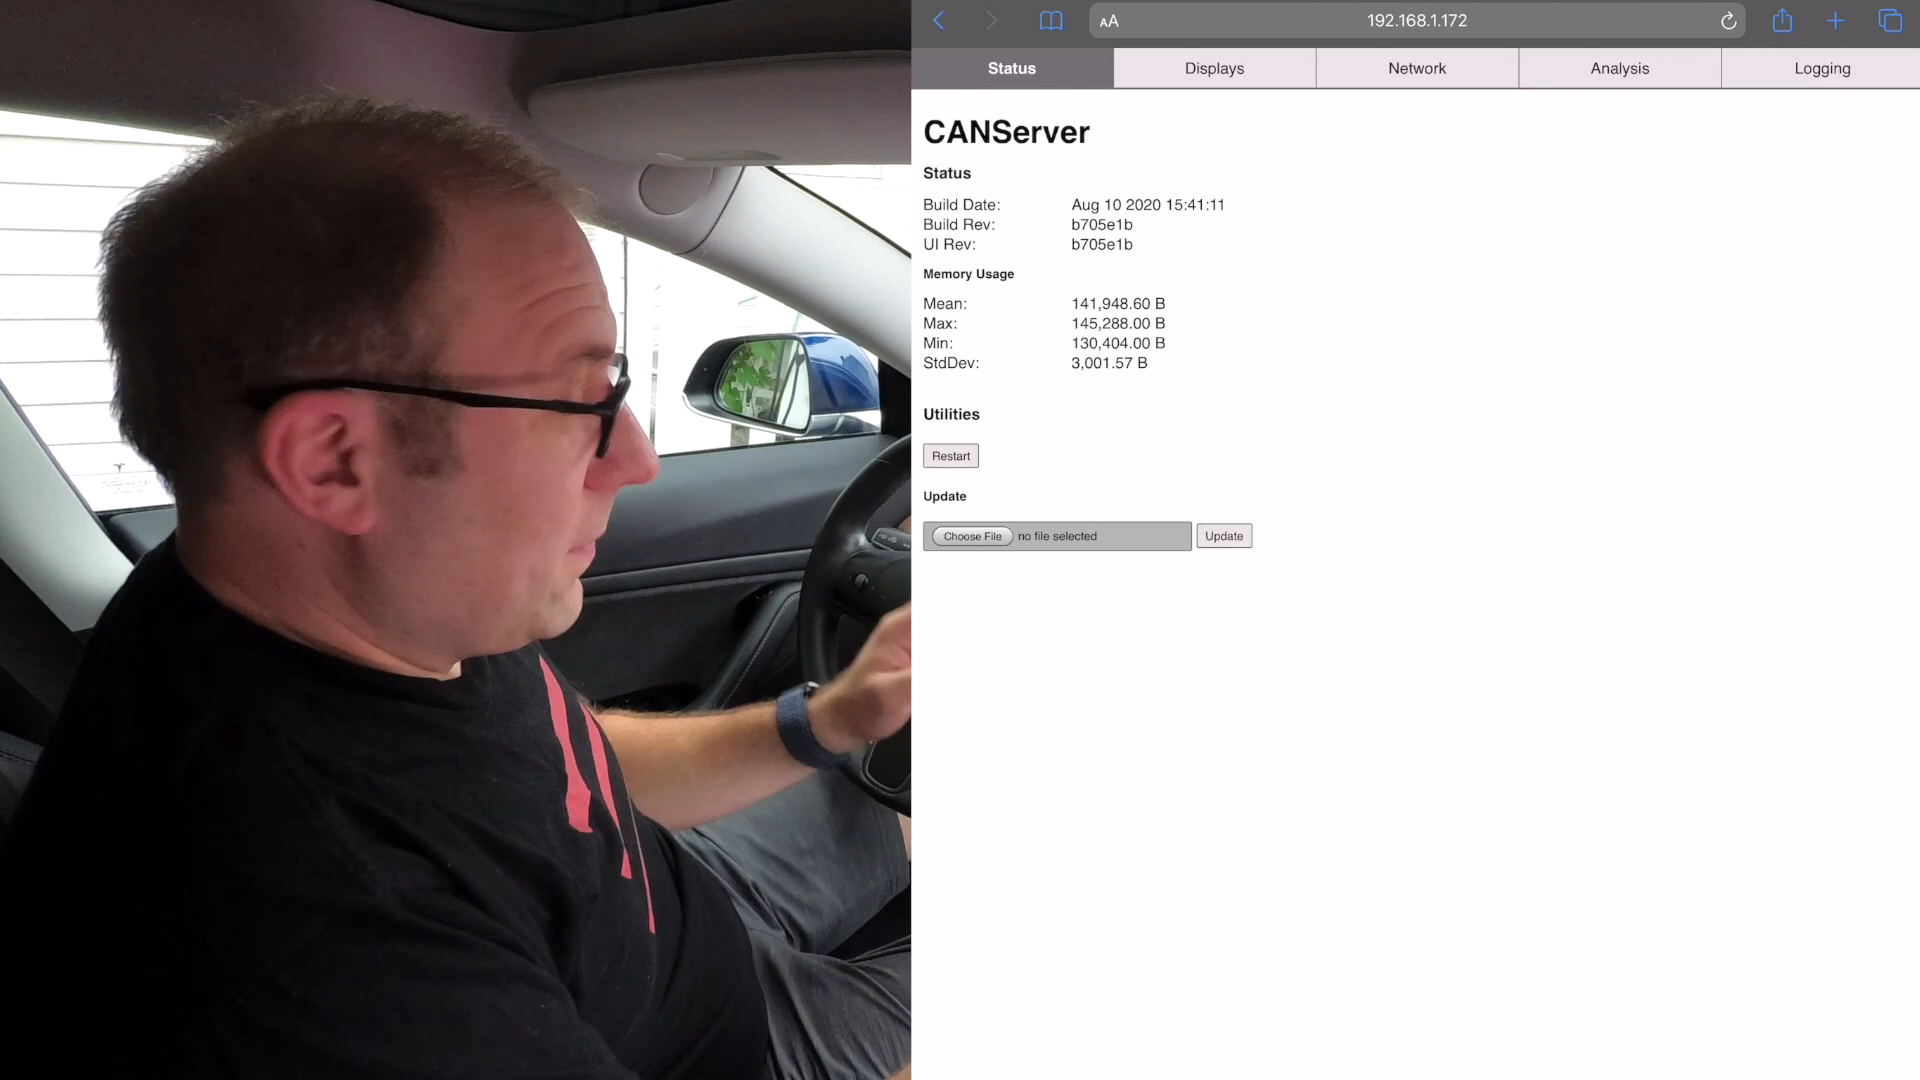 AA
192.168.1.172
Status Displays Network Analysis Logging
CANServer
Status
Build Date: Aug 10 2020 15:41:11
Build Rev: b705e1b
UI Rev: b705e1b
Memory Usage
Mean: 141,948.60 B
Max: 145,288.00 B
Min: 130,404.00 B
StdDev: 3,001.57 B
Utilities
Restart
Update
Choose File no file selected Update